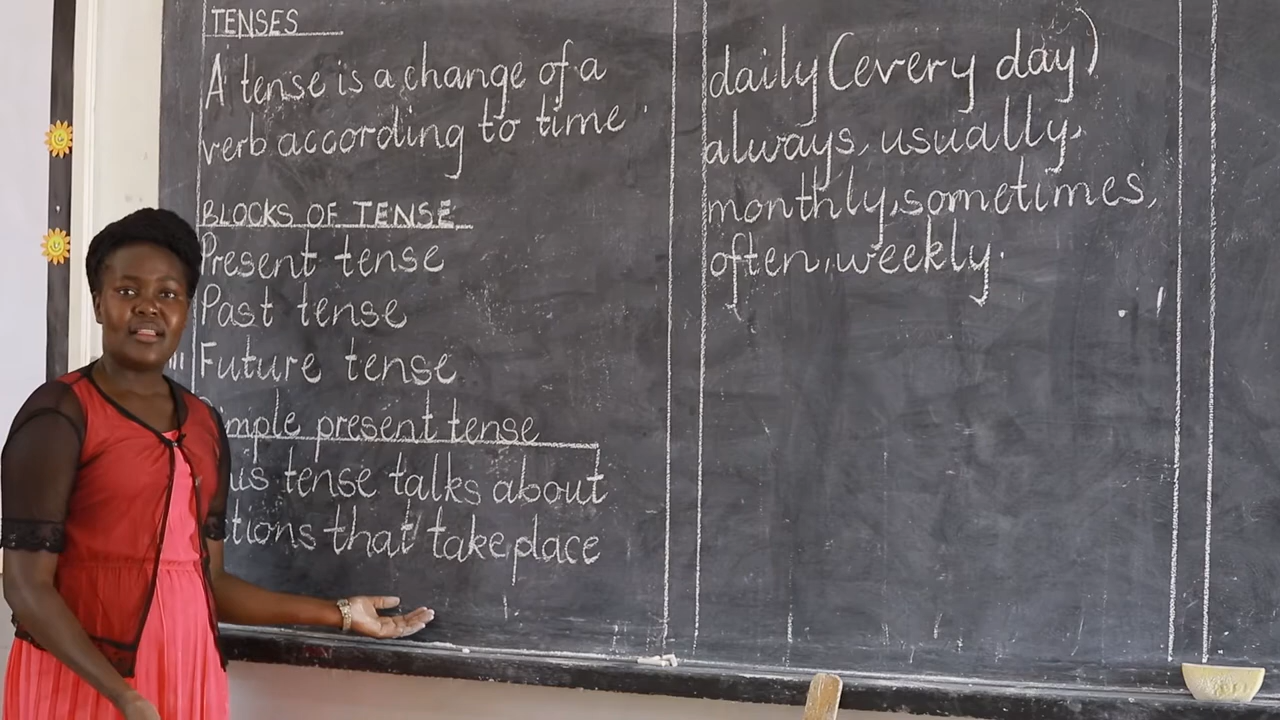 TENSES
A tense is a change of a
verb according to time.
BLOCKS OF TENSE
Present tense
Past tense
Future tense
mple present tense
is tense talks about
tions that take place
daily (every day)
always, usually,
monthly, sometimes,
often, weekly.